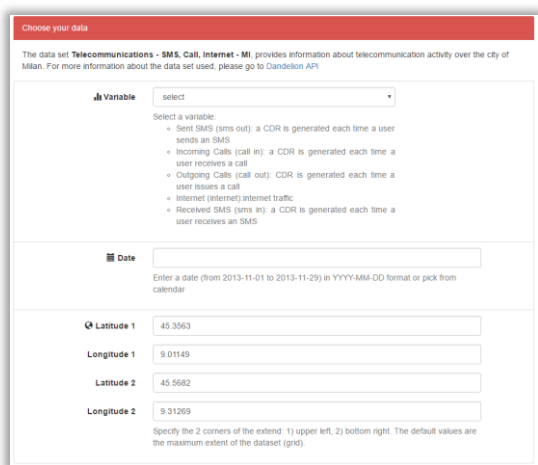 Choose your data
The data set Telecommunications - SMS, Call, Internet - MI, provides information about telecommunication activity over the city of
Milan. For more information about the data set used, please go to Dandelion API
Variable
select
Select a variable:
Sent SMS (sms out): a CDR is generated each time a user
sends an SMS
Incoming Calls (call in): a CDR is generated each time a
user receives a call
Outgoing Calls (call out): CDR is generated each time a
user issues a call
Internet (internet):internet traffic
Received SMS (sms in): a CDR is generated each time a
user receives an SMS
Date
Enter a date (from 2013-11-01 to 2013-11-29) in YYYY-MM-DD format or pick from
calendar
Latitude 1
45.3563
Longitude 1
9.01149
Latitude 2
45.5682
Longitude 2
9.31269
Specify the 2 corners of the extend: 1) upper left, 2) bottom right. The default values are
the maximum extent of the dataset (grid).